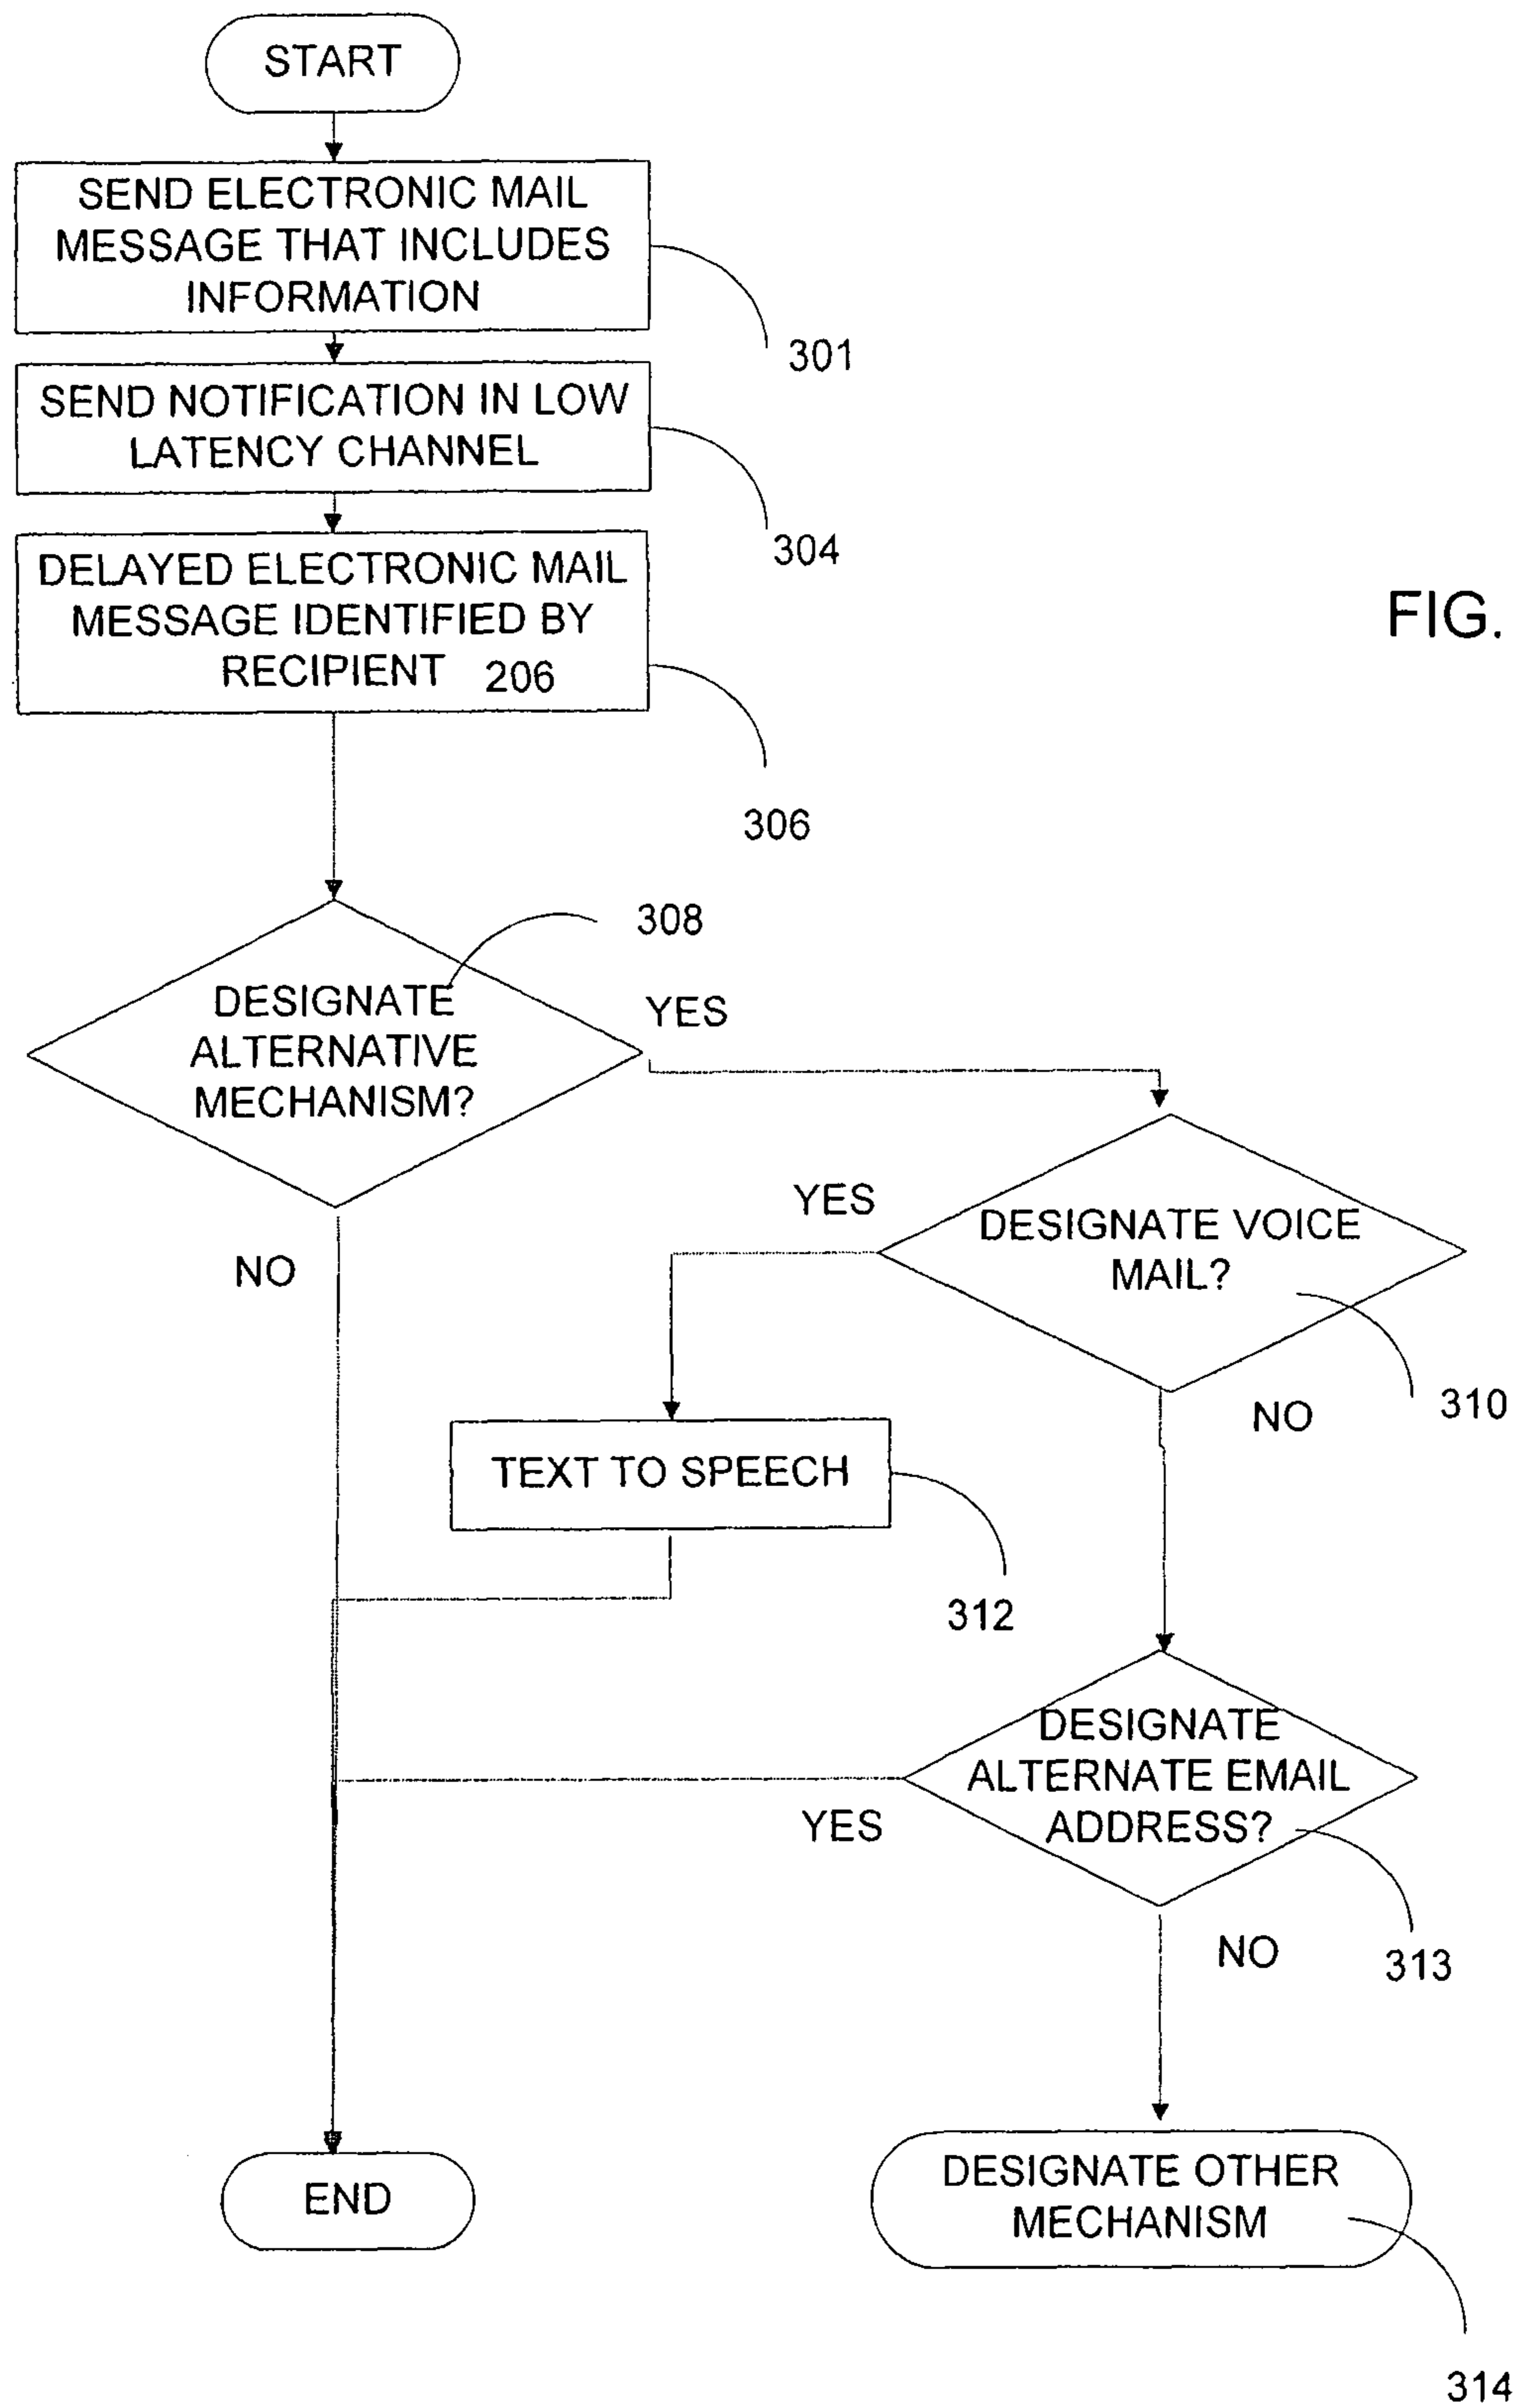 START
SEND ELECTRONIC MAIL
MESSAGE THAT INCLUDES
INFORMATION
301
SEND NOTIFICATION IN LOW
LATENCY CHANNEL
304
DELAYED ELECTRONIC MAIL
MESSAGE IDENTIFIED BY
RECIPIENT 206
FIG.
306
308
DESIGNATE
ALTERNATIVE
MECHANISM?
YES
NO
YES
DESIGNATE VOICE
MAIL?
310
NO
TEXT TO SPEECH
312
DESIGNATE
ALTERNATE EMAIL
ADDRESS?
YES
313
NO
END
DESIGNATE OTHER
MECHANISM
314